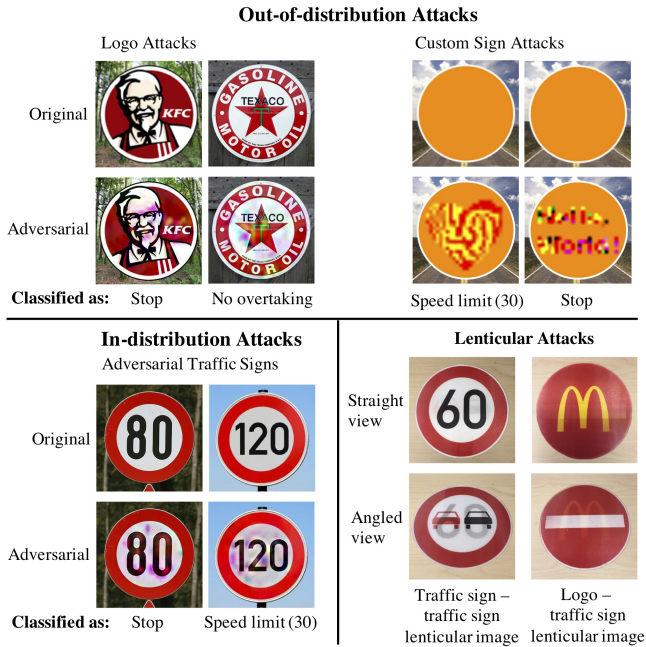 Out-of-distribution Attacks
Logo Attacks
Custom Sign Attacks
Original
KFC
GASOLINE
TEXACO
MOTOR OIL
Adversarial
KFC
GASOLINE
TEXACO
MOTOR OIL
Hello,
World!
Classified as: Stop No overtaking
Speed limit (30) Stop
In-distribution Attacks
Adversarial Traffic Signs
Original
80
120
Adversarial
80
120
Classified as: Stop Speed limit (30)
Lenticular Attacks
Straight
view
60
Angled
view
60
Traffic sign –
traffic sign
lenticular image
Logo –
traffic sign
lenticular image